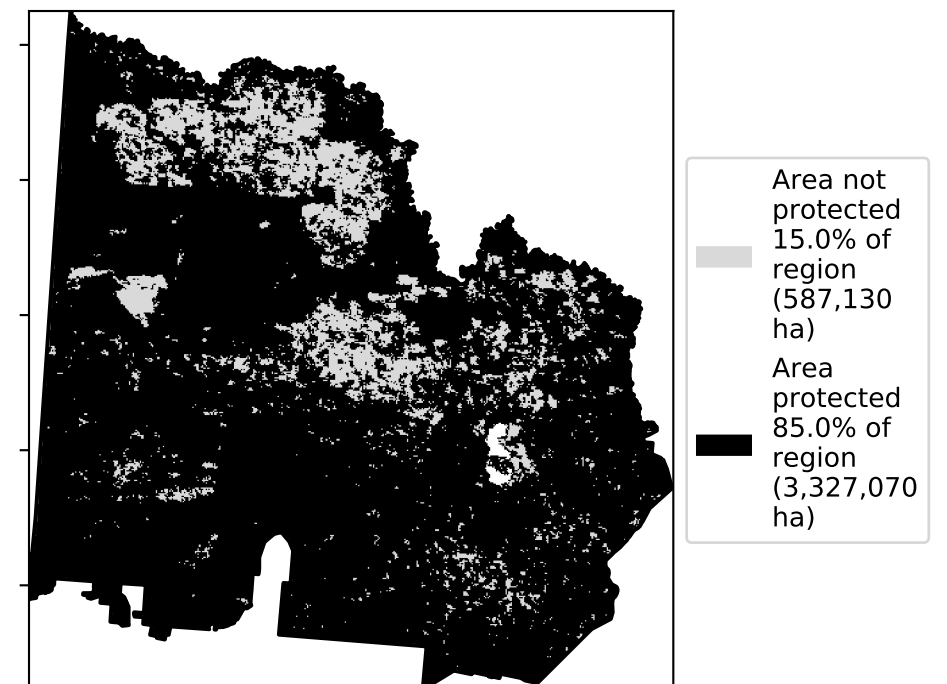 Area not
protected
15.0% of
region
(587,130
ha)
Area
protected
85.0% of
region
(3,327,070
ha)